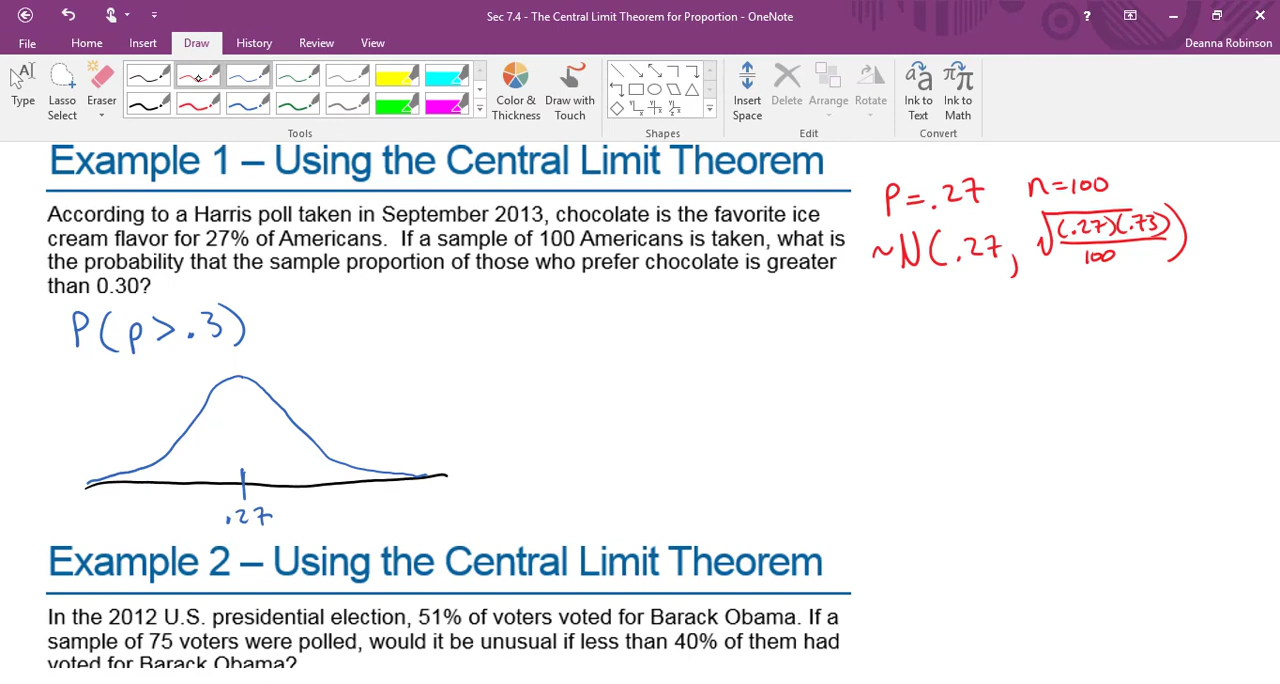 Sec 7.4 - The Central Limit Theorem for Proportion - OneNote
?
File Home Insert Draw History Review View
Deanna Robinson
Type
Lasso Select
Eraser
Color & Thickness
Draw with Touch
Insert Space
Delete
Arrange
Rotate
Ink to Text
Ink to Math
Tools
Shapes
Edit
Convert
Example 1 – Using the Central Limit Theorem
According to a Harris poll taken in September 2013, chocolate is the favorite ice
cream flavor for 27% of Americans. If a sample of 100 Americans is taken, what is
the probability that the sample proportion of those who prefer chocolate is greater
than 0.30?
P = .27 n = 100
~N(.27, √(.27)(.73)
100)
P(p > .3)
.27
Example 2 – Using the Central Limit Theorem
In the 2012 U.S. presidential election, 51% of voters voted for Barack Obama. If a
sample of 75 voters were polled, would it be unusual if less than 40% of them had
voted for Barack Obama?